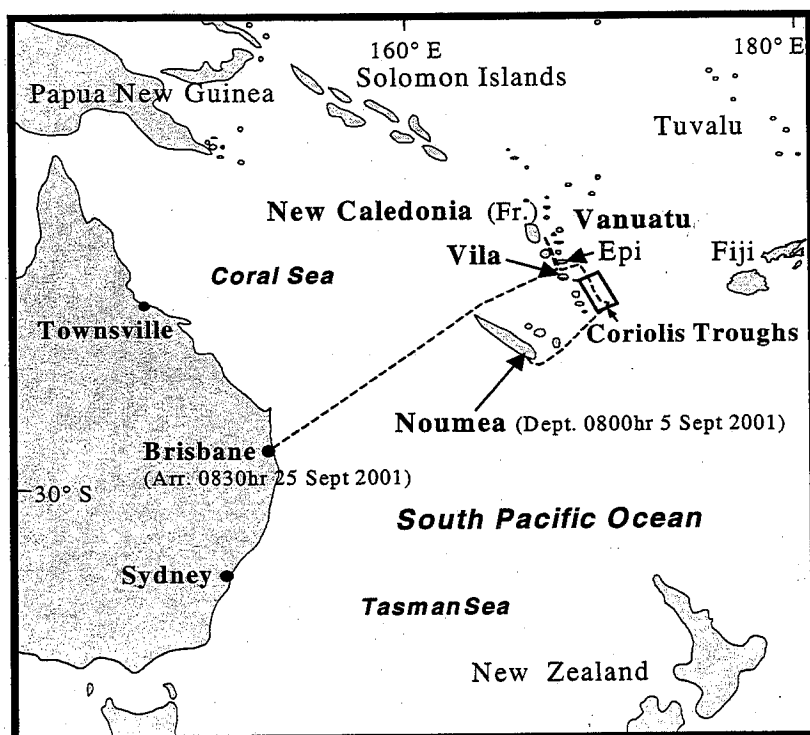 160° E
180° E
Solomon Islands
Papua New Guinea
Tuvalu
New Caledonia (Fr.)
Vanuatu
Vila
Epi
Fiji
Coral Sea
Townsville
Coriolis Troughs
Noumea (Dept. 0800hr 5 Sept 2001)
Brisbane
(Arr. 0830hr 25 Sept 2001)
30° S
South Pacific Ocean
Sydney
Tasman Sea
New Zealand